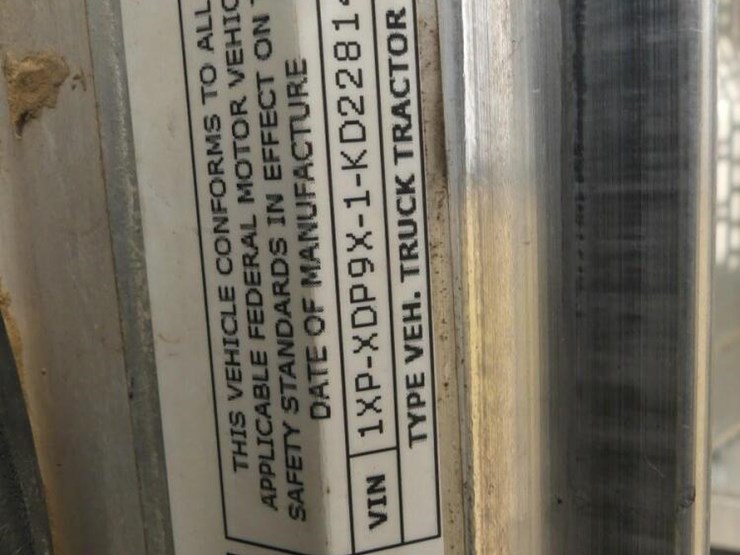 THIS VEHICLE CONFORMS TO ALL
APPLICABLE FEDERAL MOTOR
SAFETY STANDARDS IN EFFECT ON
DATE OF MANUFACTURE
VIN 1XP-XDP9X-1-KD2281
TYPE VEH. TRUCK TRACTOR